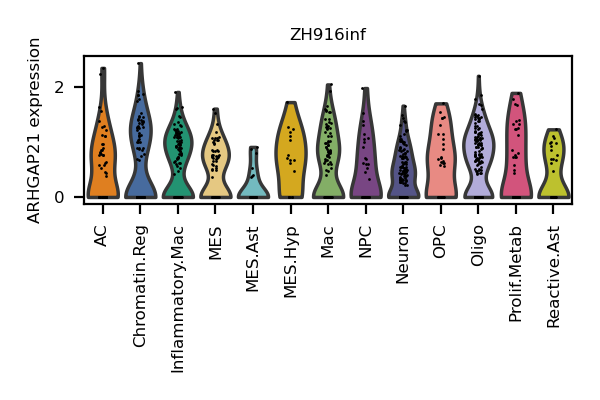 ZH916inf
ARHGAP21 expression
2
0
AC
Chromatin.Reg
Inflammatory.Mac
MES
MES.Ast
MES.Hyp
Mac
NPC
Neuron
OPC
Oligo
Prolif.Metab
Reactive.Ast